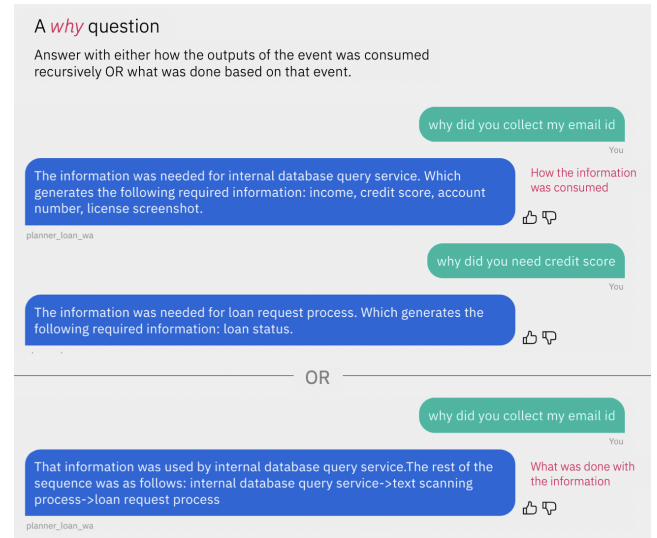 A why question
Answer with either how the outputs of the event was consumed
recursively OR what was done based on that event.
why did you collect my email id
You
The information was needed for internal database query service. Which
generates the following required information: income, credit score, account
number, license screenshot.
How the information
was consumed
planner_loan_wa
why did you need credit score
You
The information was needed for loan request process. Which generates the
following required information: loan status.
OR
why did you collect my email id
You
That information was used by internal database query service.The rest of the
sequence was as follows: internal database query service->text scanning
process->loan request process
What was done with
the information
planner_loan_wa